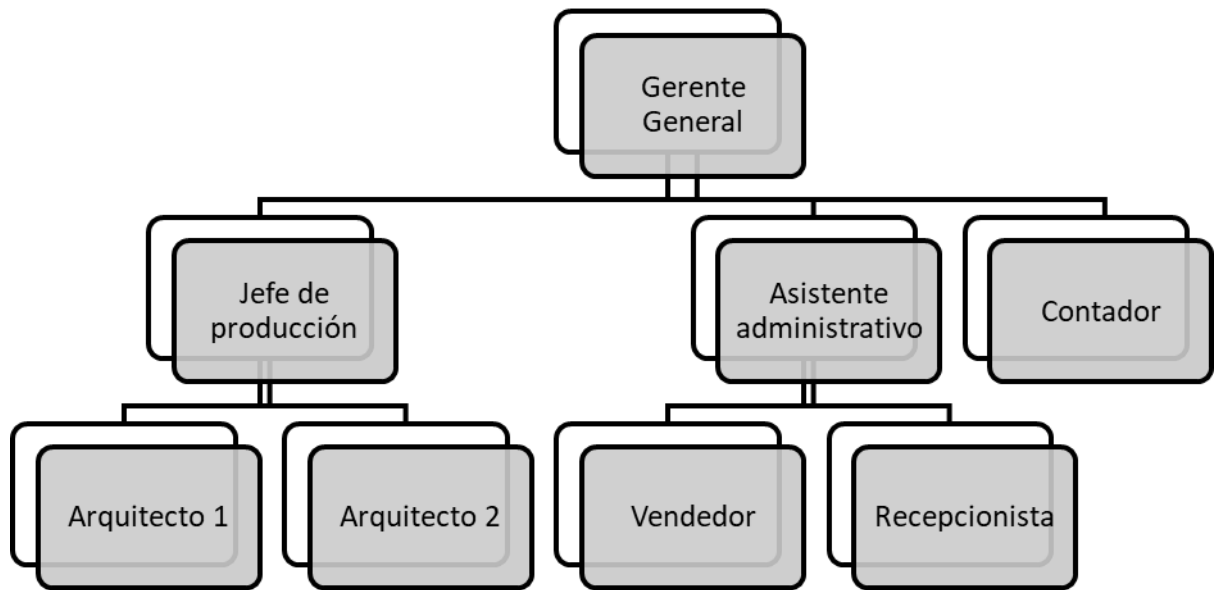 Gerente
General
Jefe de
producción
Asistente
administrativo
Contador
Arquitecto 1
Arquitecto 2
Vendedor
Recepcionista